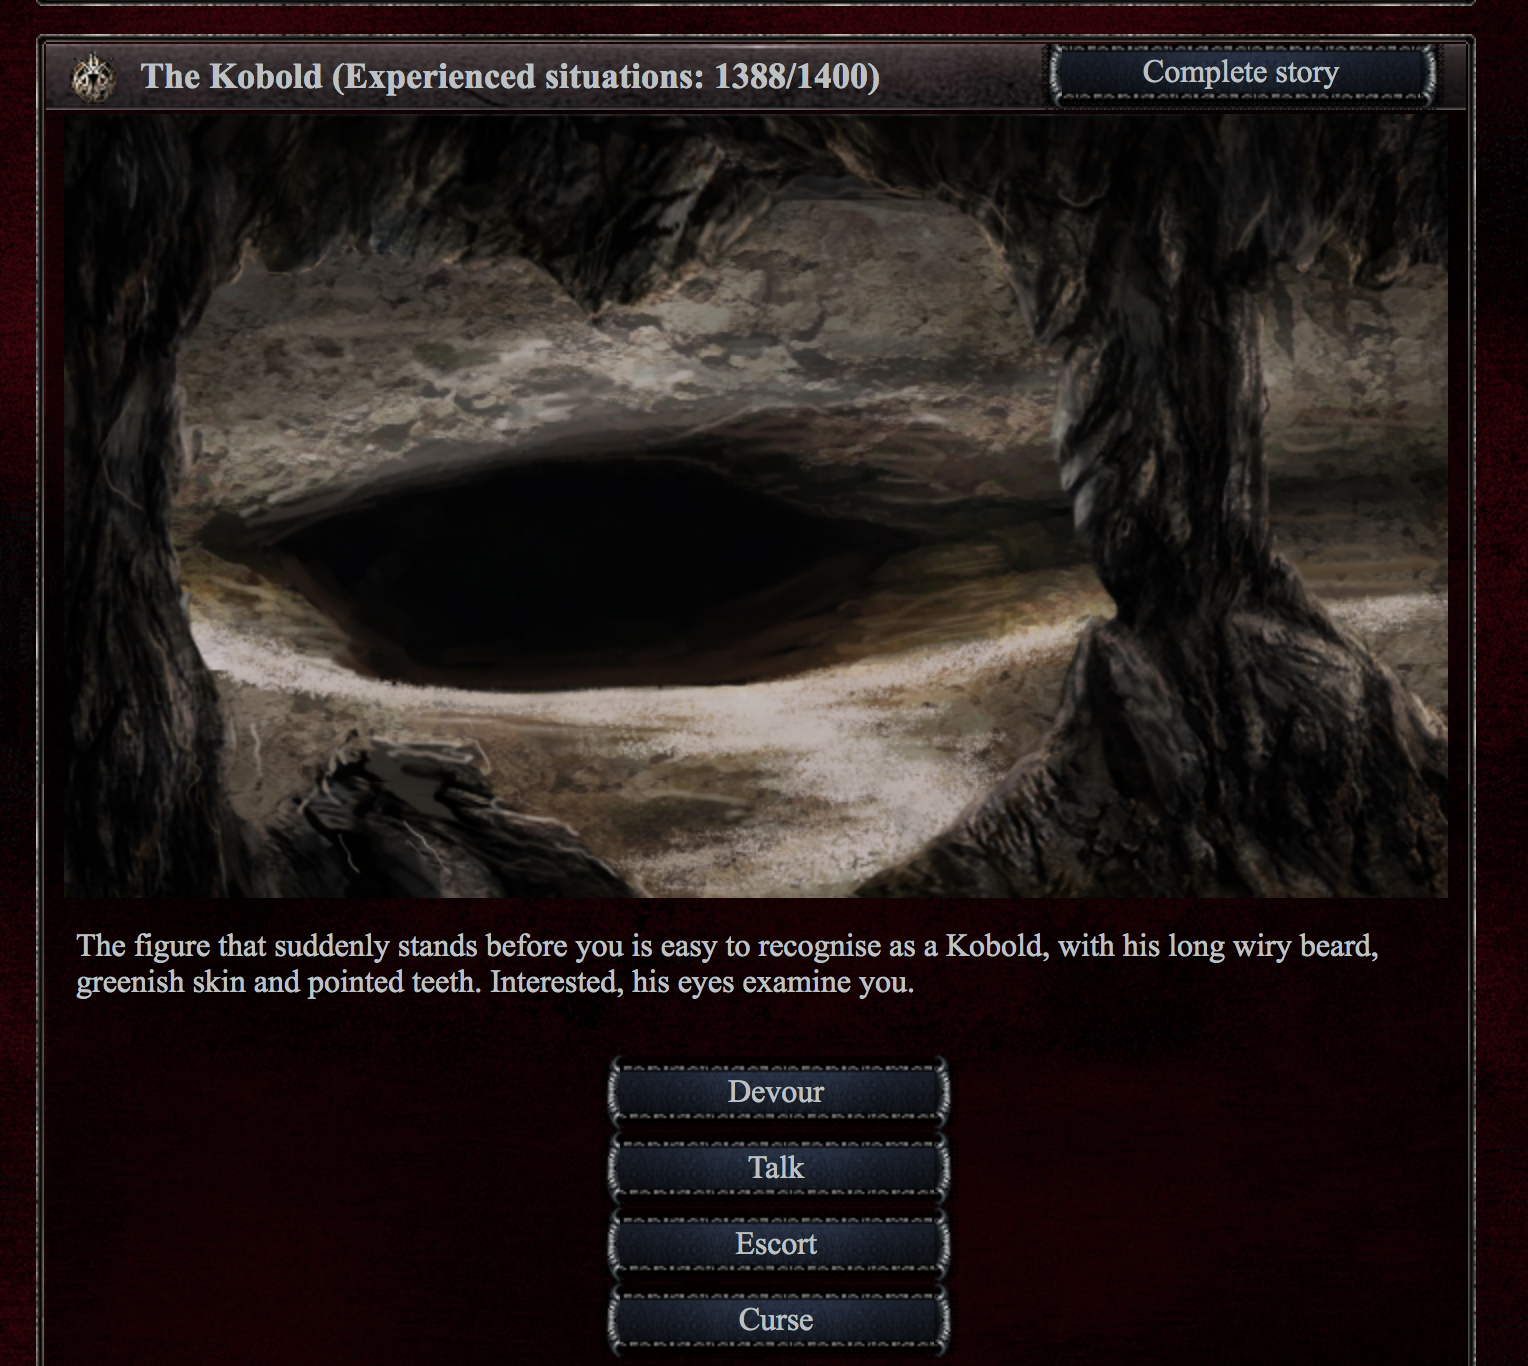 The Kobold (Experienced situations: 1388/1400)
Complete story
The figure that suddenly stands before you is easy to recognise as a Kobold, with his long wiry beard,
greenish skin and pointed teeth. Interested, his eyes examine you.
Devour
Talk
Escort
Curse